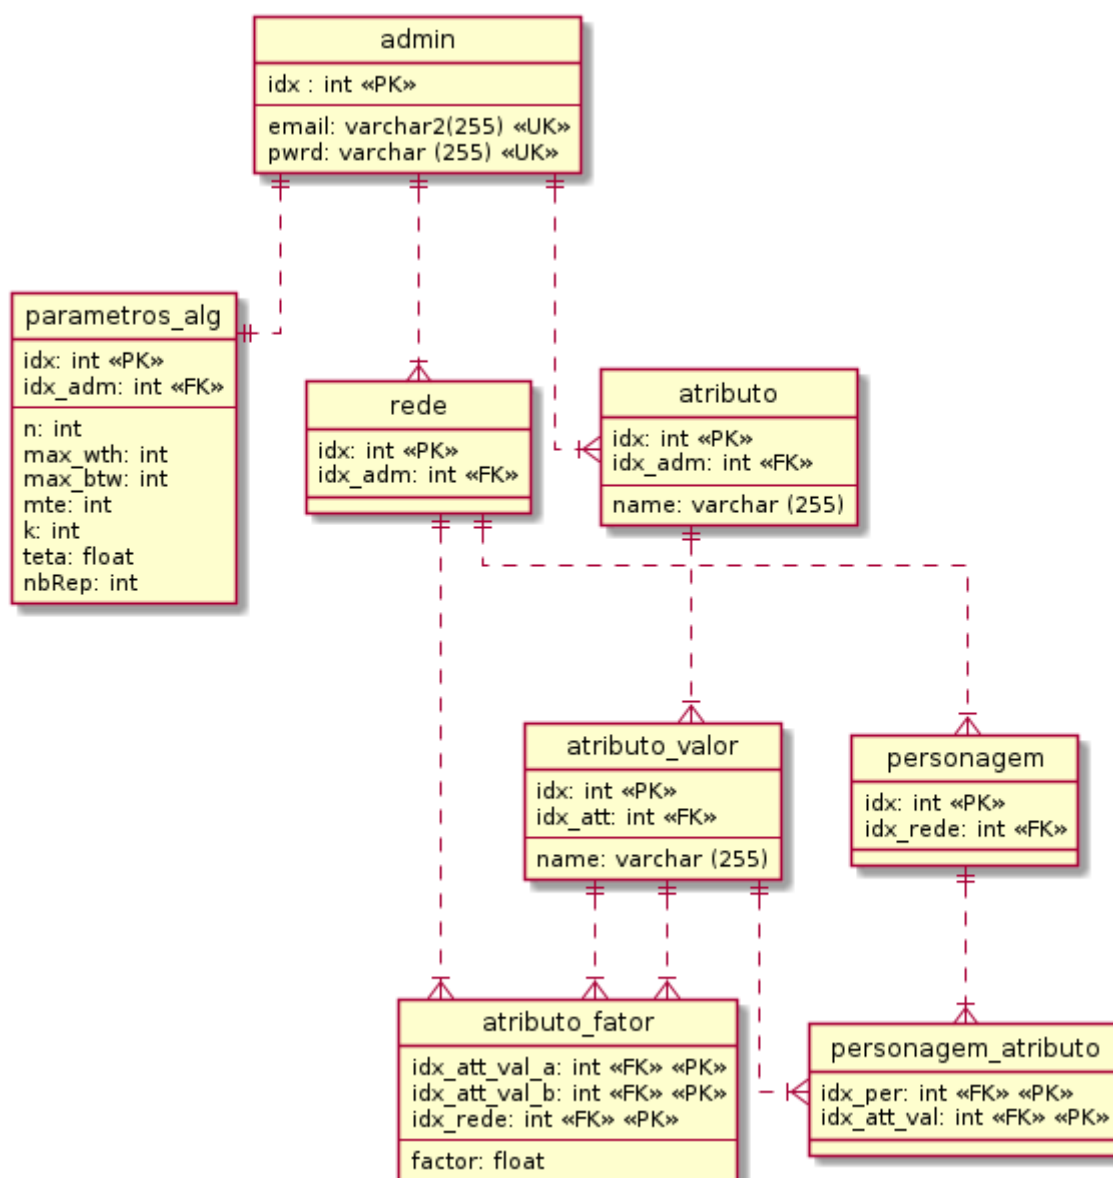 admin
idx : int «PK»
email: varchar2(255) «UK»
pwrd: varchar (255) «UK»
parametros_alg
idx: int «PK»
idx_adm: int «FK»
n: int
max_wth: int
max_btw: int
mte: int
k: int
teta: float
nbRep: int
rede
idx: int «PK»
idx_adm: int «FK»
atributo
idx: int «PK»
idx_adm: int «FK»
name: varchar (255)
atributo_valor
idx: int «PK»
idx_att: int «FK»
name: varchar (255)
personagem
idx: int «PK»
idx_rede: int «FK»
atributo_fator
idx_att_val_a: int «FK» «PK»
idx_att_val_b: int «FK» «PK»
idx_rede: int «FK» «PK»
factor: float
personagem_atributo
idx_per: int «FK» «PK»
idx_att_val: int «FK» «PK»